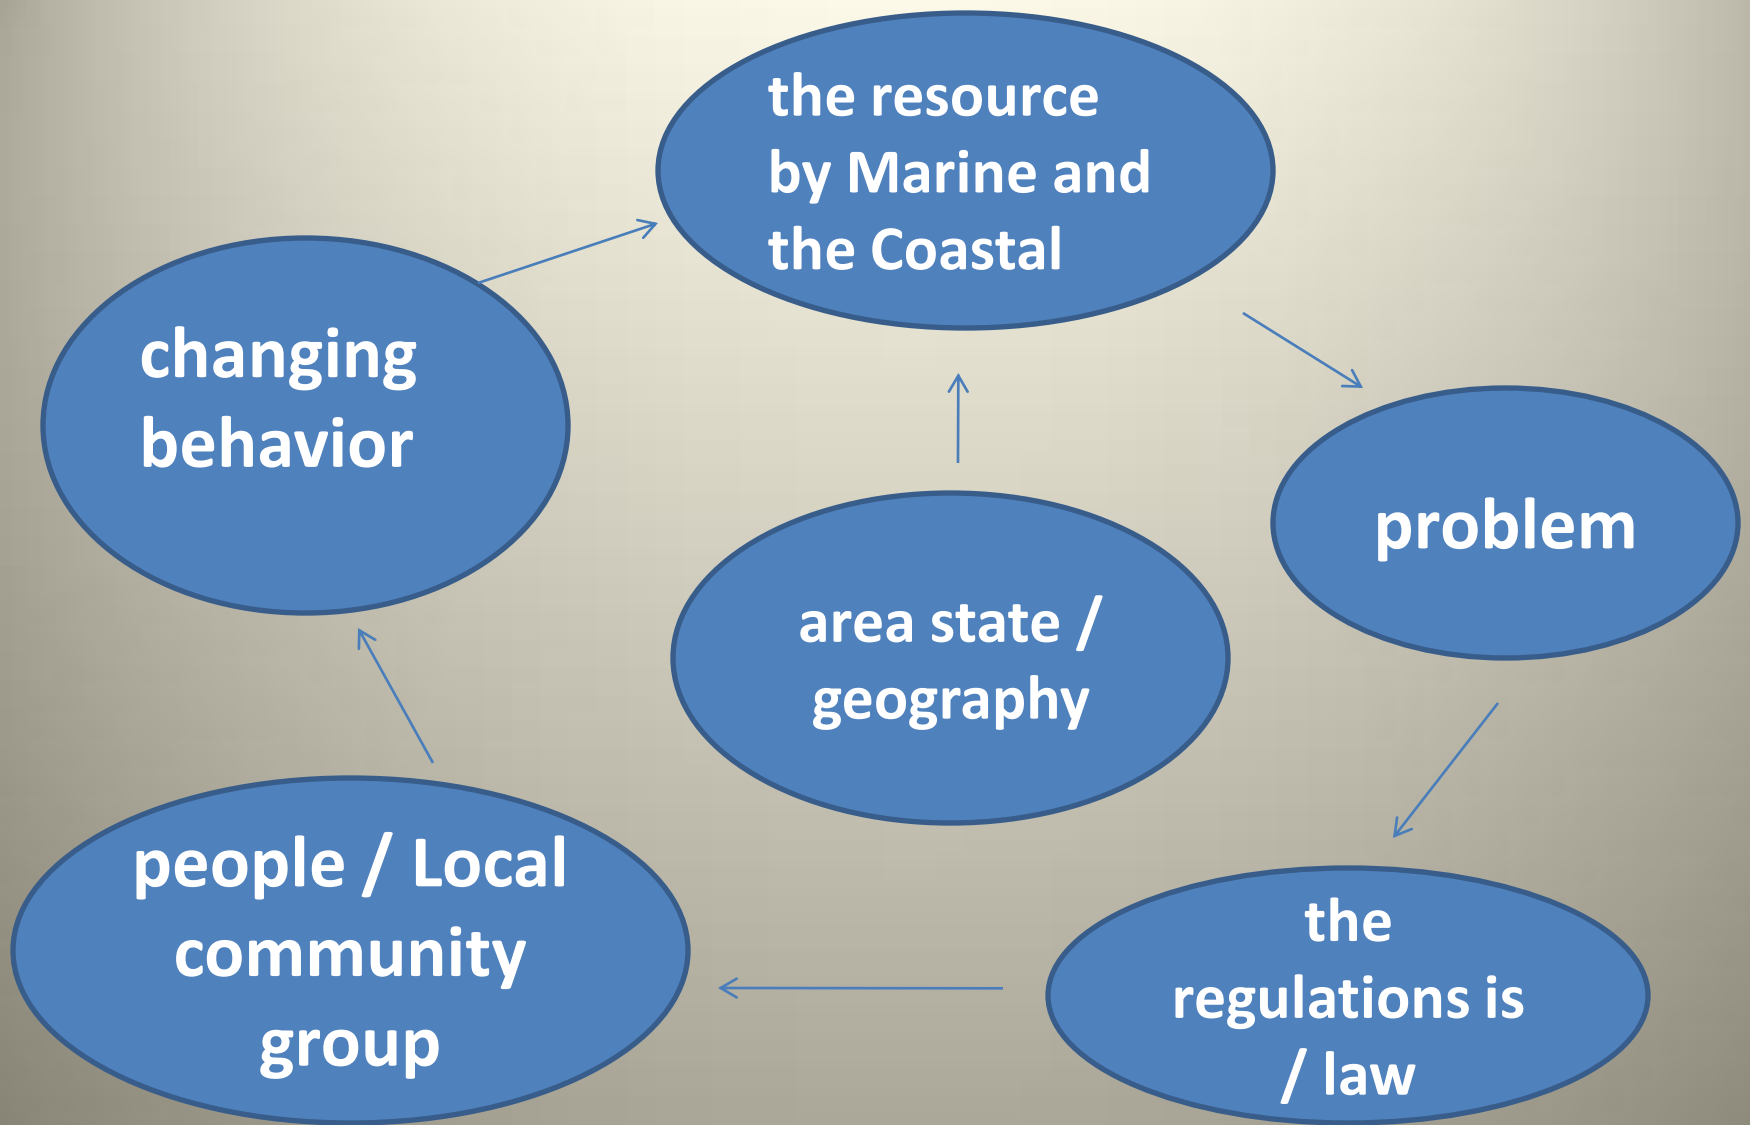 the resource
by Marine and
the Coastal
changing
behavior
problem
area state /
geography
people / Local
community
group
the
regulations is
/ law